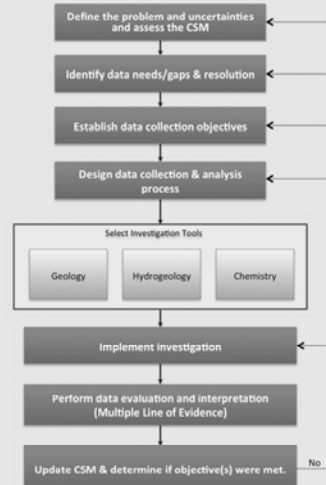 Define the problem and uncertainties
and assess the CSM
Identify data needs/gaps & resolution
Establish data collection objectives
Design data collection & analysis
process
Select Investigation Tools
Geology
Hydrogeology
Chemistry
Implement investigation
Perform data evaluation and interpretation
(Multiple Line of Evidence)
Update CSM & determine if objective(s) were met.
No